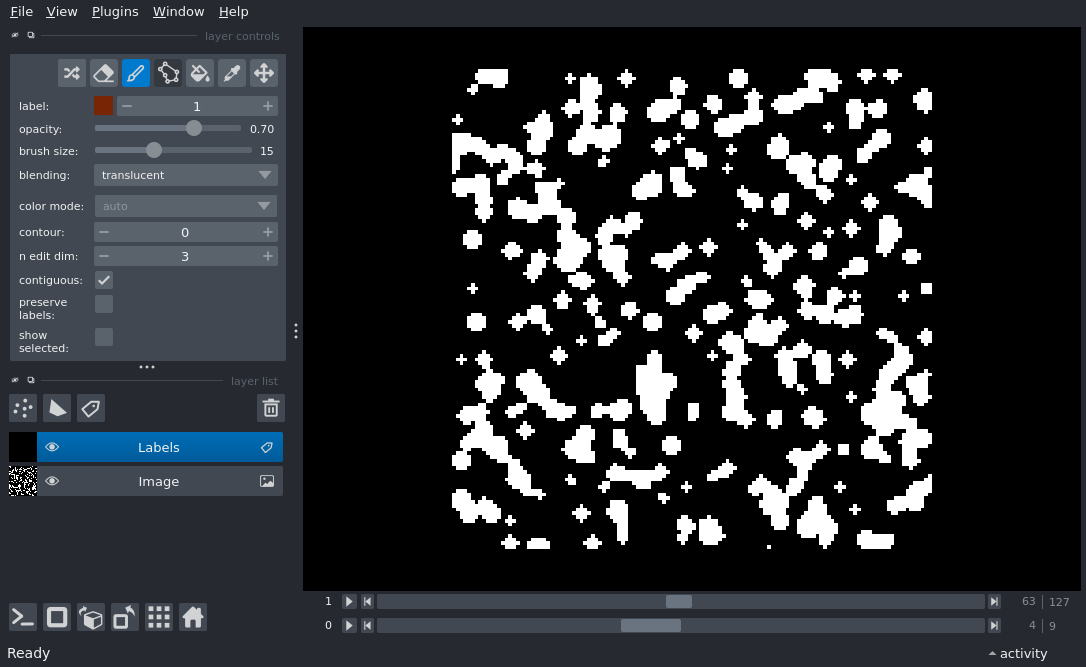 File View Plugins Window Help
layer controls
label: 1
opacity: 0.70
brush size: 15
blending: translucent
color mode: auto
contour: 0
n edit dim: 3
contiguous:
preserve
labels:
show
selected:
layer list
Labels
Image
1 63 127
0 4 9
Ready activity